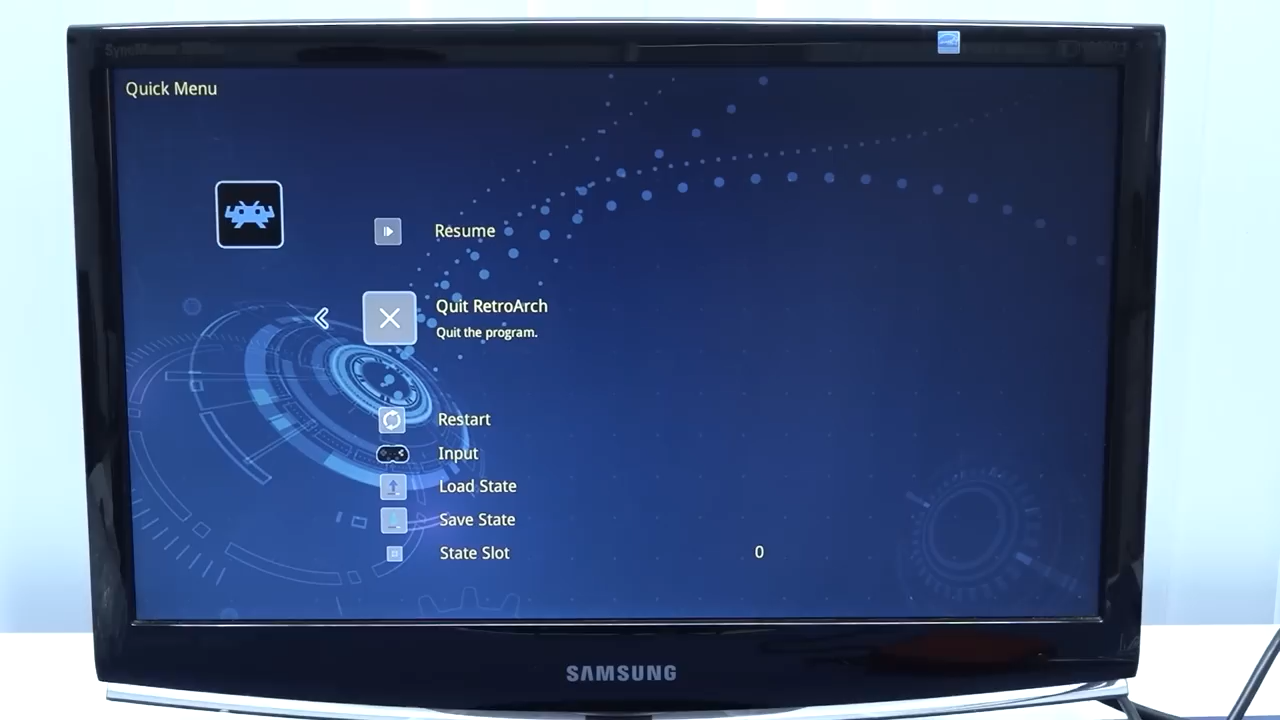 Quick Menu
Resume
Quit RetroArch
Quit the program.
Restart
Input
Load State
Save State
State Slot 0
SAMSUNG